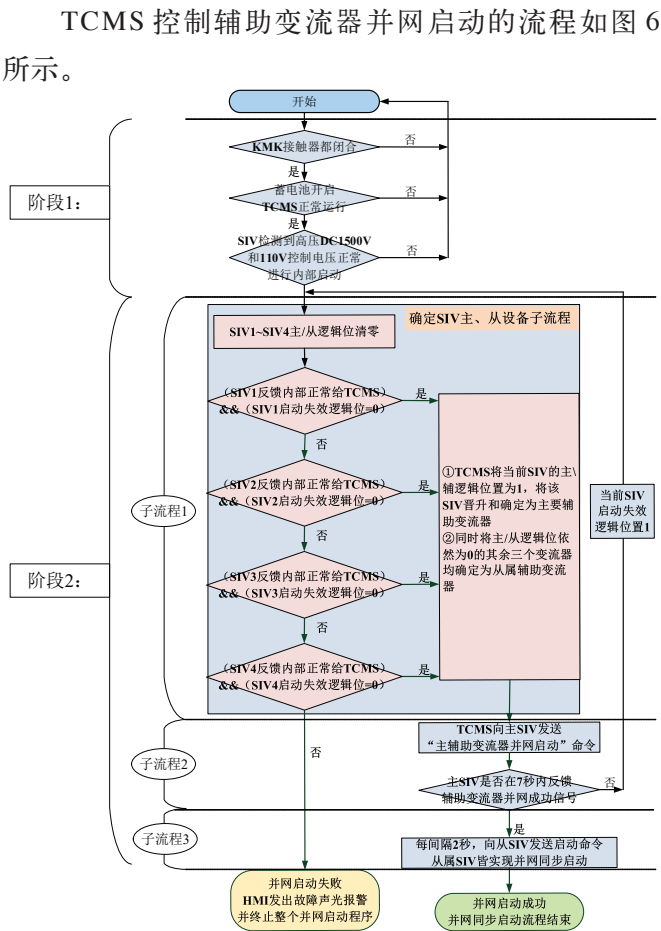 TCMS 控制辅助变流器并网启动的流程如图 6
所示。
开始
KMK接触器都闭合
否
是
蓄电池开启
TCMS正常运行
否
是
SIV检测到高压DC1500V
和110V控制电压正常
进行内部启动
否
阶段1：
确定SIV主、从设备子流程
SIV1~SIV4主/从逻辑位清零
（SIV1反馈内部正常给TCMS）
&&（SIV1启动失效逻辑位=0）
是
否
（SIV2反馈内部正常给TCMS）
&&（SIV2启动失效逻辑位=0）
是
否
（SIV3反馈内部正常给TCMS）
&&（SIV3启动失效逻辑位=0）
是
否
（SIV4反馈内部正常给TCMS）
&&（SIV4启动失效逻辑位=0）
是
否
①TCMS将当前SIV的主\
辅逻辑位置为1，将该
SIV晋升和确定为主要辅
助变流器
②同时将主/从逻辑位依
然为0的其余三个变流器
均确定为从属辅助变流
器
当前SIV
启动失效
逻辑位置1
子流程1
阶段2：
TCMS向主SIV发送
“主辅助变流器并网启动”命令
子流程2
主SIV是否在7秒内反馈
辅助变流器并网成功信号
否
是
子流程3
每间隔2秒，向从SIV发送启动命令
从属SIV皆实现并网同步启动
并网启动失败
HMI发出故障声光报警
并终止整个并网启动程序
并网启动成功
并网同步启动流程结束